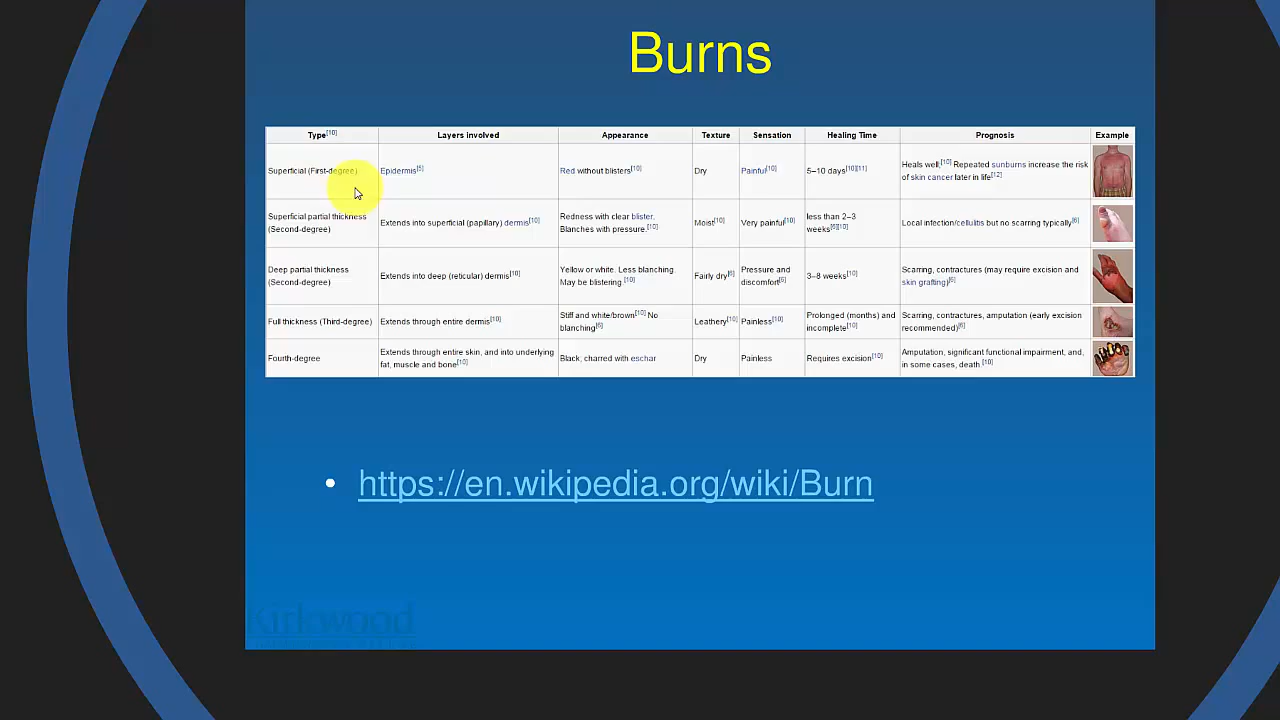 Burns
Type[10] Layers involved Appearance Texture Sensation Healing Time Prognosis Example
Superficial (First-degree) Epidermis[5] Red without blisters[10] Dry Painful[10] 5–10 days[10][11] Heals well.[10] Repeated sunburns increase the risk
of skin cancer later in life[12]
Superficial partial thickness
(Second-degree) Extends into superficial (papillary) dermis[10] Redness with clear blister.
Blanches with pressure.[10] Moist[10] Very painful[10] less than 2–3
weeks[6][10] Local infection/cellulitis but no scarring typically[6]
Deep partial thickness
(Second-degree) Extends into deep (reticular) dermis[10] Yellow or white. Less blanching.
May be blistering.[10] Fairly dry[6] Pressure and
discomfort[6] 3–8 weeks[10] Scarring, contractures (may require excision and
skin grafting)[6]
Full thickness (Third-degree) Extends through entire dermis[10] Stiff and white/brown[10] No
blanching[6] Leathery[10] Painless[10] Prolonged (months) and
incomplete[10] Scarring, contractures, amputation (early excision
recommended)[6]
Fourth-degree Extends through entire skin, and into underlying
fat, muscle and bone[10] Black; charred with eschar Dry Painless Requires excision[10] Amputation, significant functional impairment, and,
in some cases, death.[10]
• https://en.wikipedia.org/wiki/Burn
Kirkwood